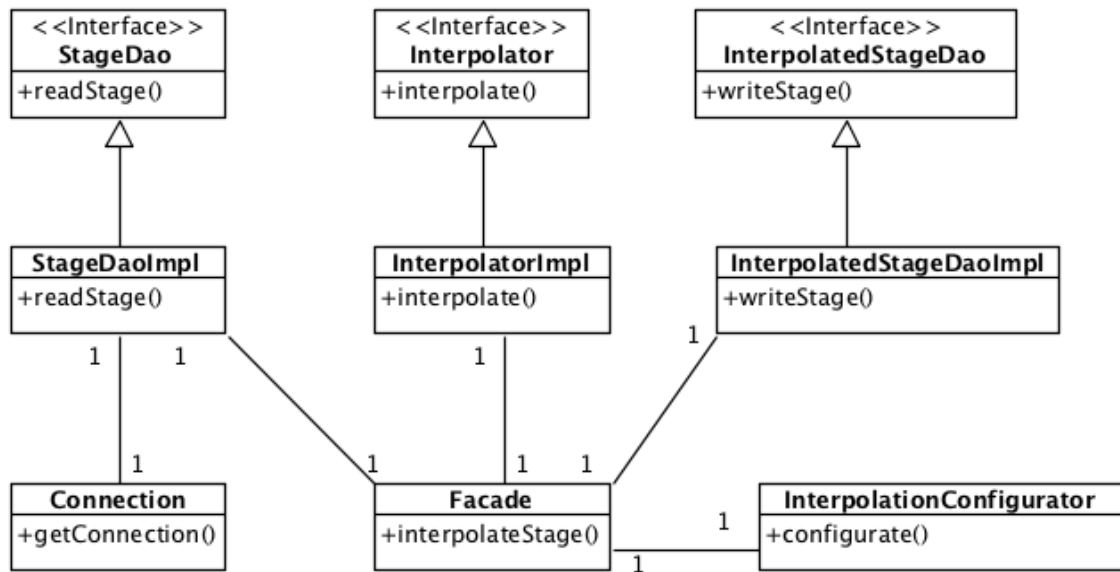 <<Interface>>
StageDao
+readStage()
<<Interface>>
Interpolator
+interpolate()
<<Interface>>
InterpolatedStageDao
+writeStage()
StageDaoImpl
+readStage()
InterpolatorImpl
+interpolate()
InterpolatedStageDaoImpl
+writeStage()
1
1
1
1
1
1
1
1
Connection
+getConnection()
Facade
+interpolateStage()
InterpolationConfigurator
+configurate()
1
1